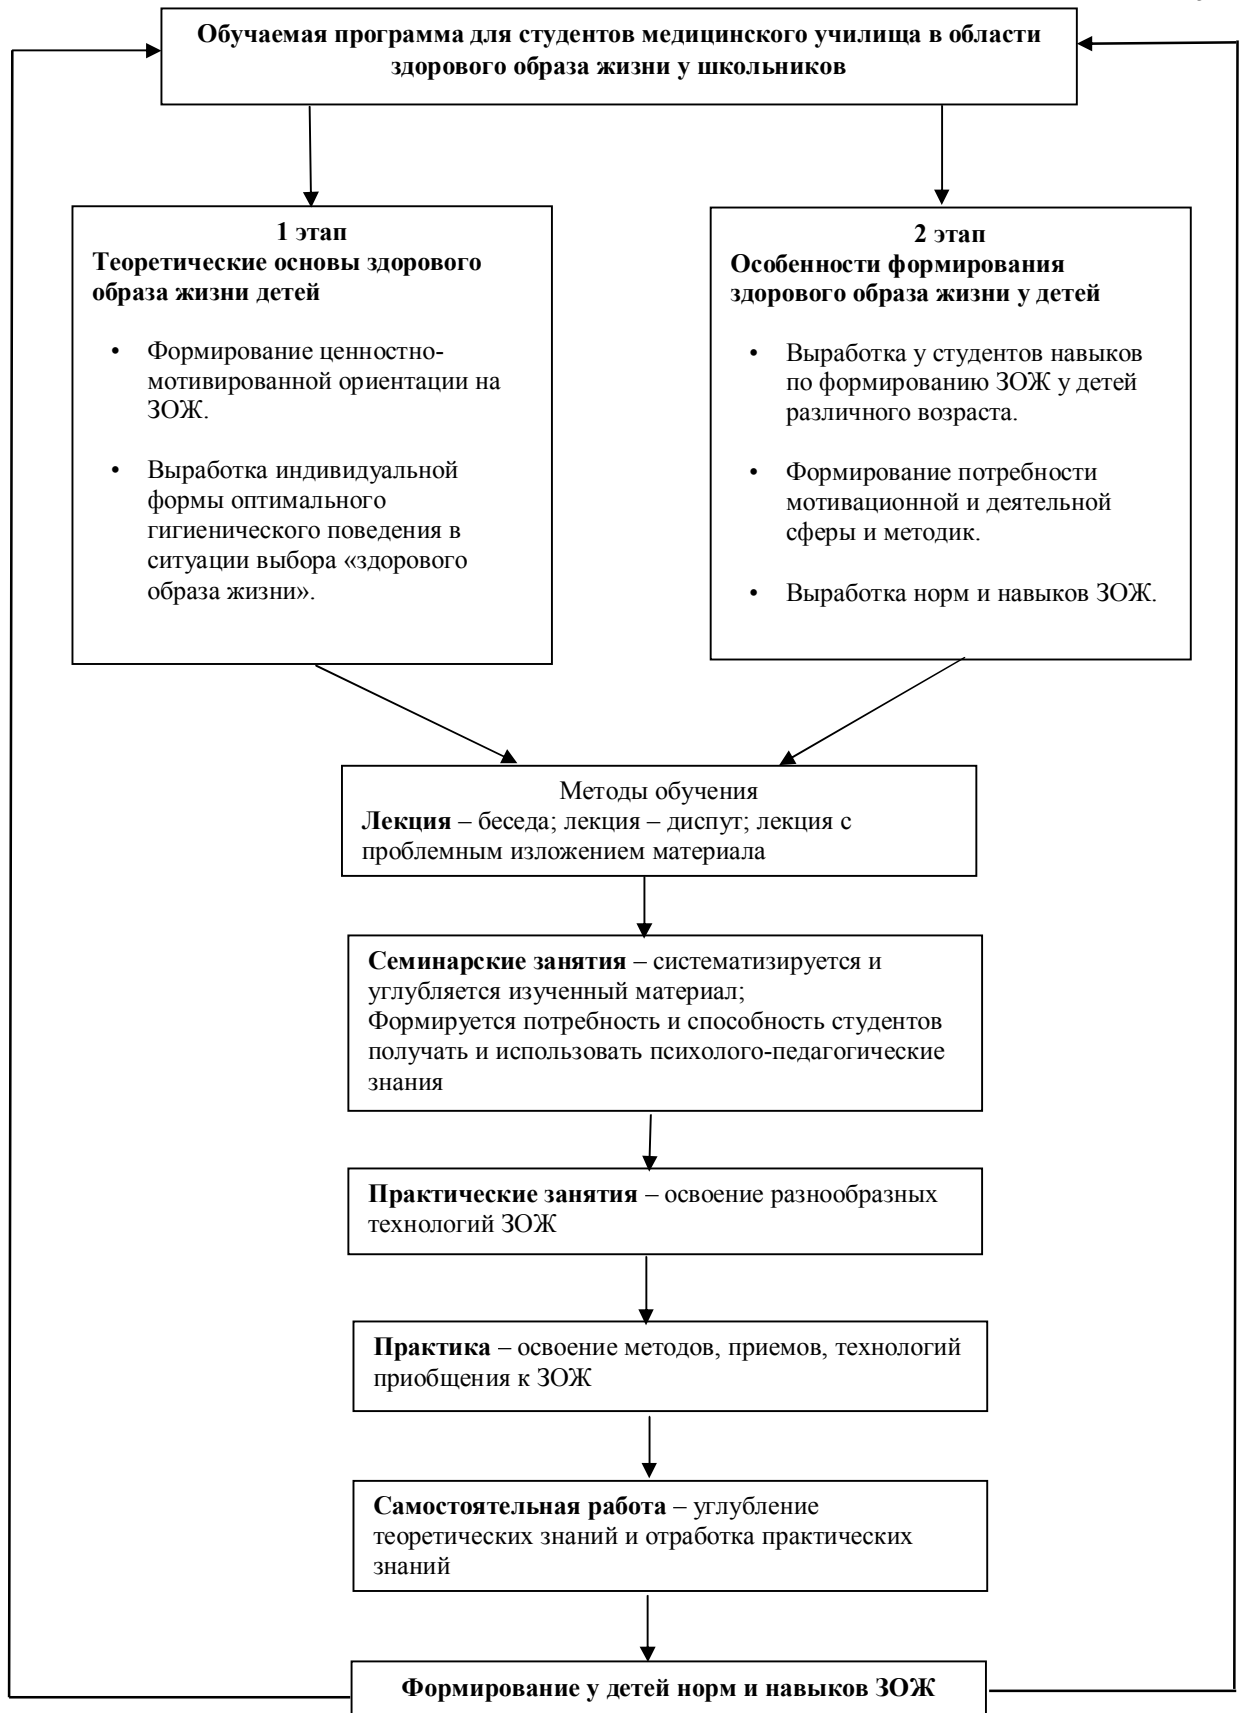 Обучаемая программа для студентов медицинского училища в области
здорового образа жизни у школьников
1 этап
Теоретические основы здорового
образа жизни детей
• Формирование ценностно-
мотивированной ориентации на
ЗОЖ.
• Выработка индивидуальной
формы оптимального
гигиенического поведения в
ситуации выбора «здорового
образа жизни».
2 этап
Особенности формирования
здорового образа жизни у детей
• Выработка у студентов навыков
по формированию ЗОЖ у детей
различного возраста.
• Формирование потребности
мотивационной и деятельной
сферы и методик.
• Выработка норм и навыков ЗОЖ.
Методы обучения
Лекция – беседа; лекция – диспут; лекция с
проблемным изложением материала
Семинарские занятия – систематизируется и
углубляется изученный материал;
Формируется потребность и способность студентов
получать и использовать психолого-педагогические
знания
Практические занятия – освоение разнообразных
технологий ЗОЖ
Практика – освоение методов, приемов, технологий
приобщения к ЗОЖ
Самостоятельная работа – углубление
теоретических знаний и отработка практических
знаний
Формирование у детей норм и навыков ЗОЖ